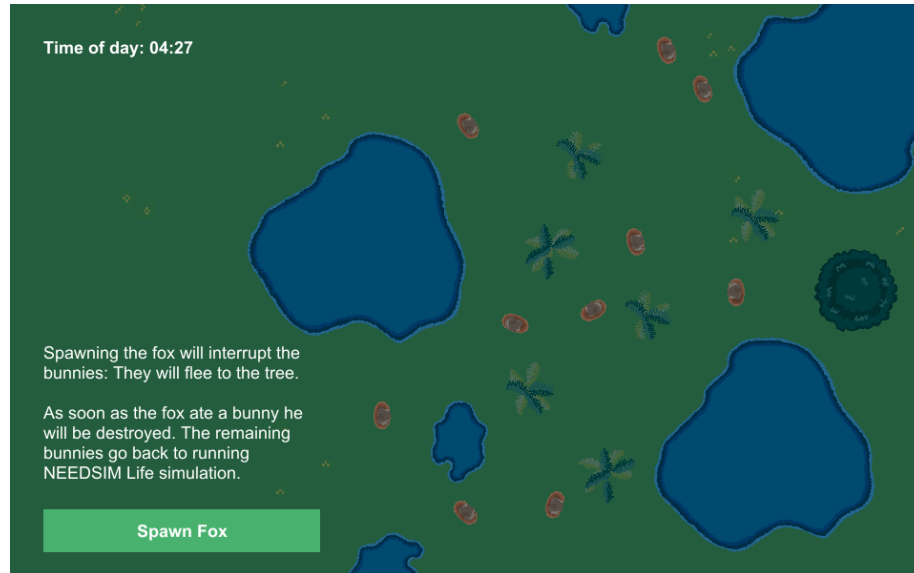 Time of day: 04:27
Spawning the fox will interrupt the
bunnies: They will flee to the tree.
As soon as the fox ate a bunny he
will be destroyed. The remaining
bunnies go back to running
NEEDSIM Life simulation.
Spawn Fox